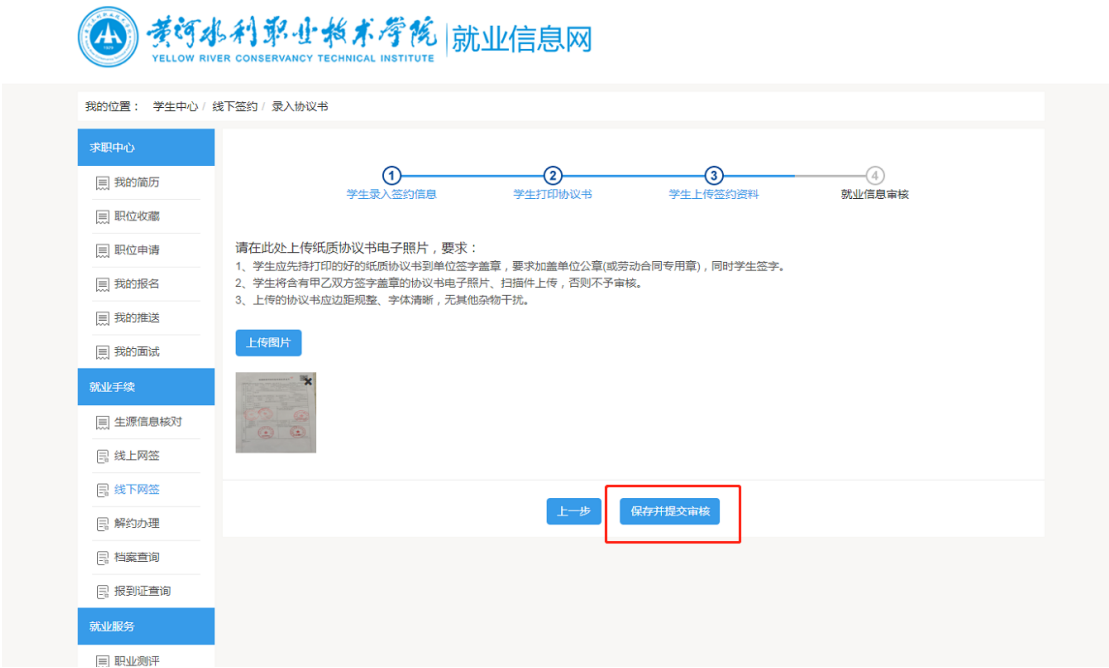 黄河水利职业技术学院
YELLOW RIVER CONSERVANCY TECHNICAL INSTITUTE
就业信息网
我的位置： 学生中心 / 线下签约 / 录入协议书
求职中心
我的简历
职位收藏
职位申请
我的报名
我的推送
我的面试
就业手续
生源信息核对
线上网签
线下网签
解约办理
档案查询
报到证查询
就业服务
职业测评
1 2 3 4
学生录入签约信息 学生打印协议书 学生上传签约资料 就业信息审核
请在此处上传纸质协议书电子照片，要求：
1、学生应先持打印的好的纸质协议书到单位签字盖章，要求加盖单位公章(或劳动合同专用章)，同时学生签字。
2、学生将含有甲乙双方签字盖章的协议书电子照片、扫描件上传，否则不予审核。
3、上传的协议书应边距规整、字体清晰，无其他杂物干扰。
上传图片
上一步 保存并提交审核